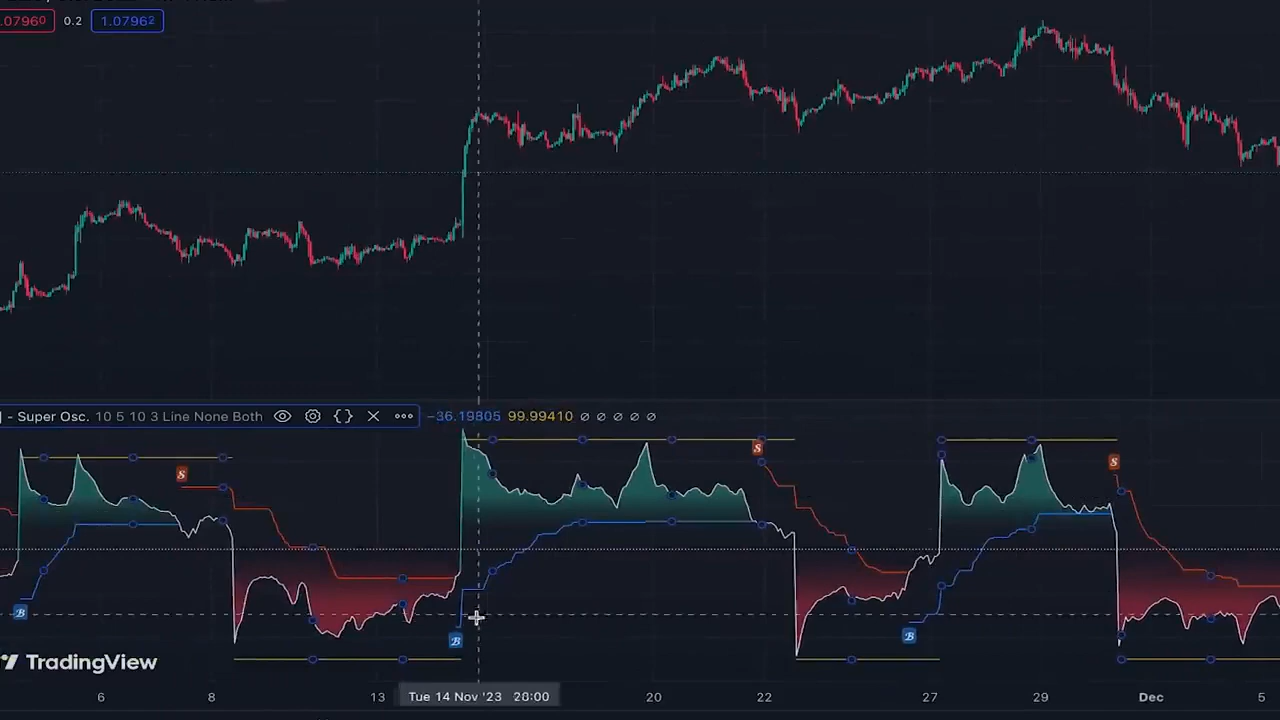 .07960 0.2 1.07962
- Super Osc. 10 5 10 3 Line None Both −36.19805 99.99410 ∅ ∅ ∅ ∅ ∅
S
S
S
B
B
B
TradingView
6 8 13 Tue 14 Nov '23 20:00 20 22 27 29 Dec 5